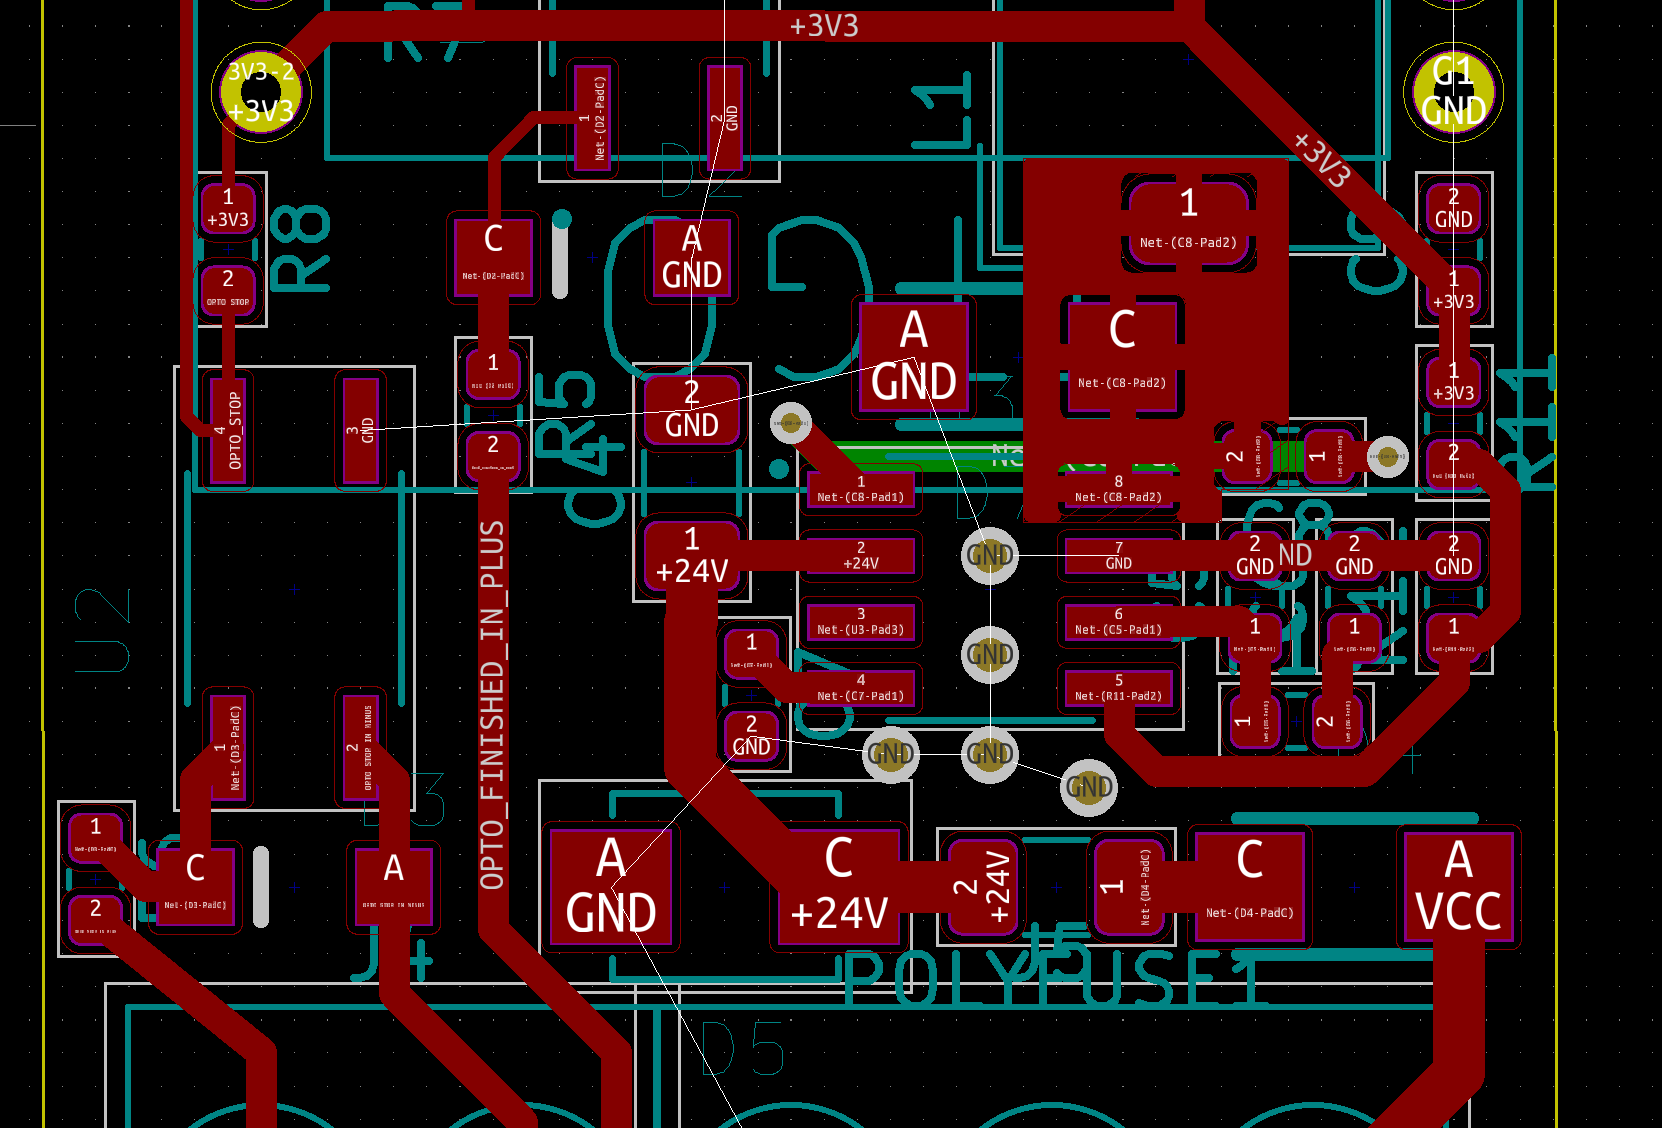 +3V3
3V3-2
+3V3
G1
GND
1
Net-(D2-PadC)
2
GND
L1
D2
+3V3
1
+3V3
R8
2
OPTO STOP
C
Net-(D2-PadC)
A
GND
1
Net-(C8-Pad2)
2
GND
C9
1
+3V3
A
GND
C
Net-(C8-Pad2)
1
2
R5
C4
2
GND
1
+3V3
R11
2
4
OPTO_STOP
3
GND
2
1
1
Net-(C8-Pad1)
8
Net-(C8-Pad2)
C8
1
+24V
2
+24V
GND
7
GND
2
GND
ND
2
GND
2
GND
3
Net-(U3-Pad3)
6
Net-(C5-Pad1)
1
1
1
U2
OPTO_FINISHED_IN_PLUS
1
GND
4
Net-(C7-Pad1)
5
Net-(R11-Pad2)
2
GND
GND
GND
GND
1
2
1
Net-(D3-PadC)
2
OPTO STOP IN MINUS
D3
1
2
C
Net-(D3-PadC)
A
J4
A
GND
C
+24V
2
+24V
1
Net-(D4-PadC)
C
Net-(D4-PadC)
A
VCC
J5
POLYFUSE1
D5